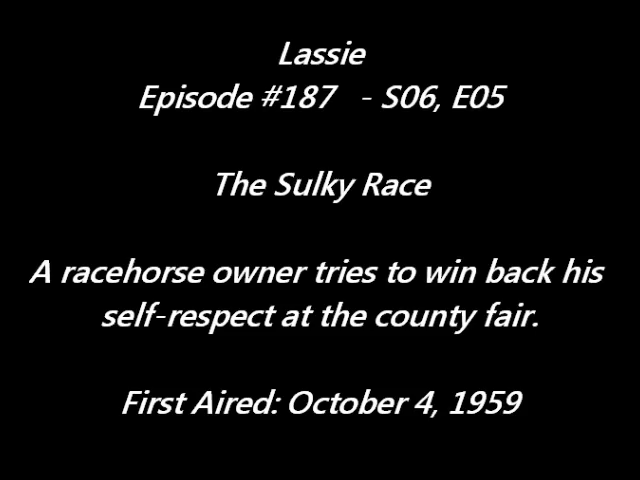 Lassie
Episode #187 - S06, E05
The Sulky Race
A racehorse owner tries to win back his
self-respect at the county fair.
First Aired: October 4, 1959